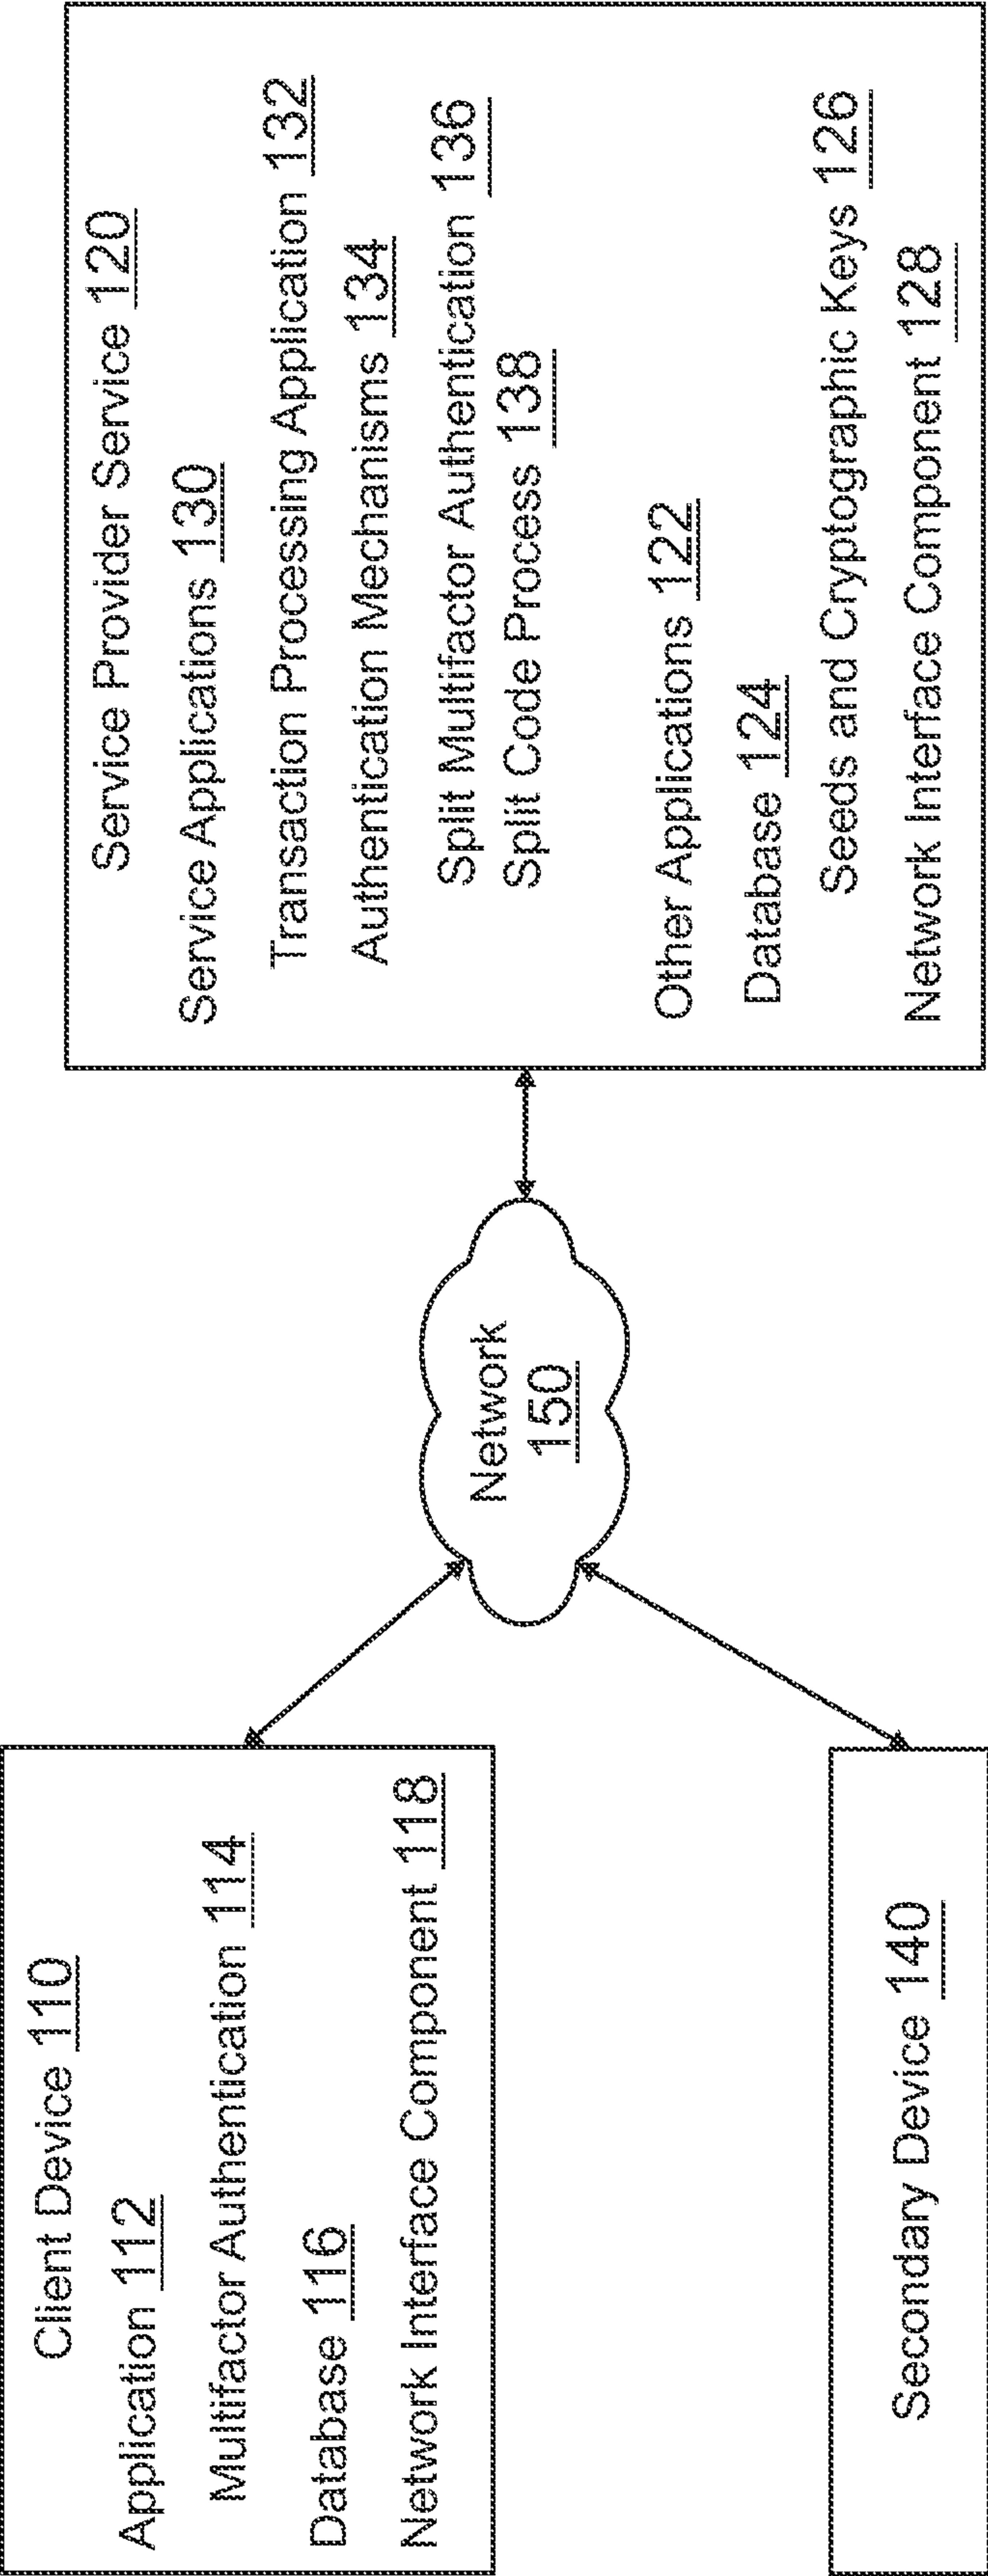 Client Device 110
Application 112
Multifactor Authentication 114
Database 116
Network Interface Component 118
Secondary Device 140
Network
150
Service Provider Service 120
Service Applications 130
Transaction Processing Application 132
Authentication Mechanisms 134
Split Multifactor Authentication 136
Split Code Process 138
Other Applications 122
Database 124
Seeds and Cryptographic Keys 126
Network Interface Component 128